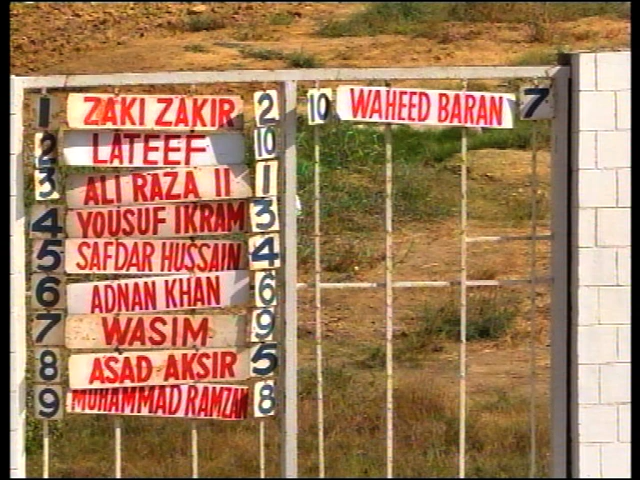 1 ZAKI ZAKIR 2
2 LATEEF 10
3 ALI RAZA II 1
4 YOUSUF IKRAM 3
5 SAFDAR HUSSAIN 4
6 ADNAN KHAN 6
7 WASIM 9
8 ASAD AKSIR 5
9 MUHAMMAD RAMZAN 8
10 WAHEED BARAN 7